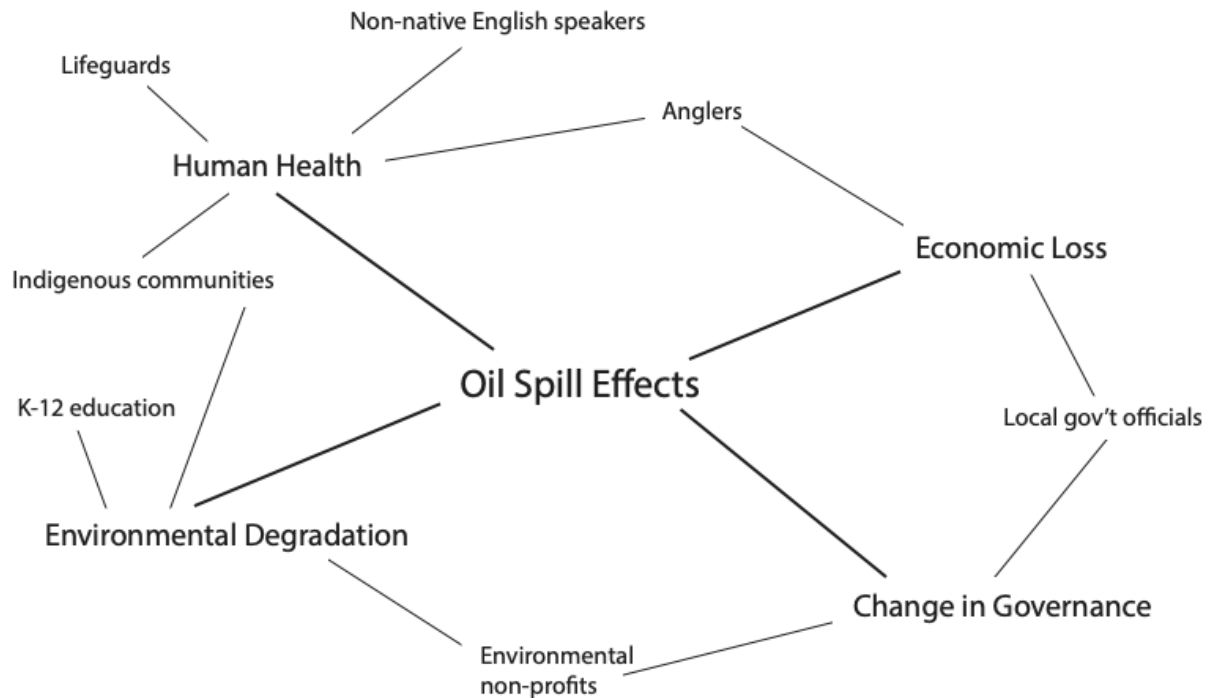 Non-native English speakers
Lifeguards
Anglers
Human Health
Economic Loss
Indigenous communities
Oil Spill Effects
K-12 education
Local gov’t officials
Environmental Degradation
Change in Governance
Environmental
non-profits